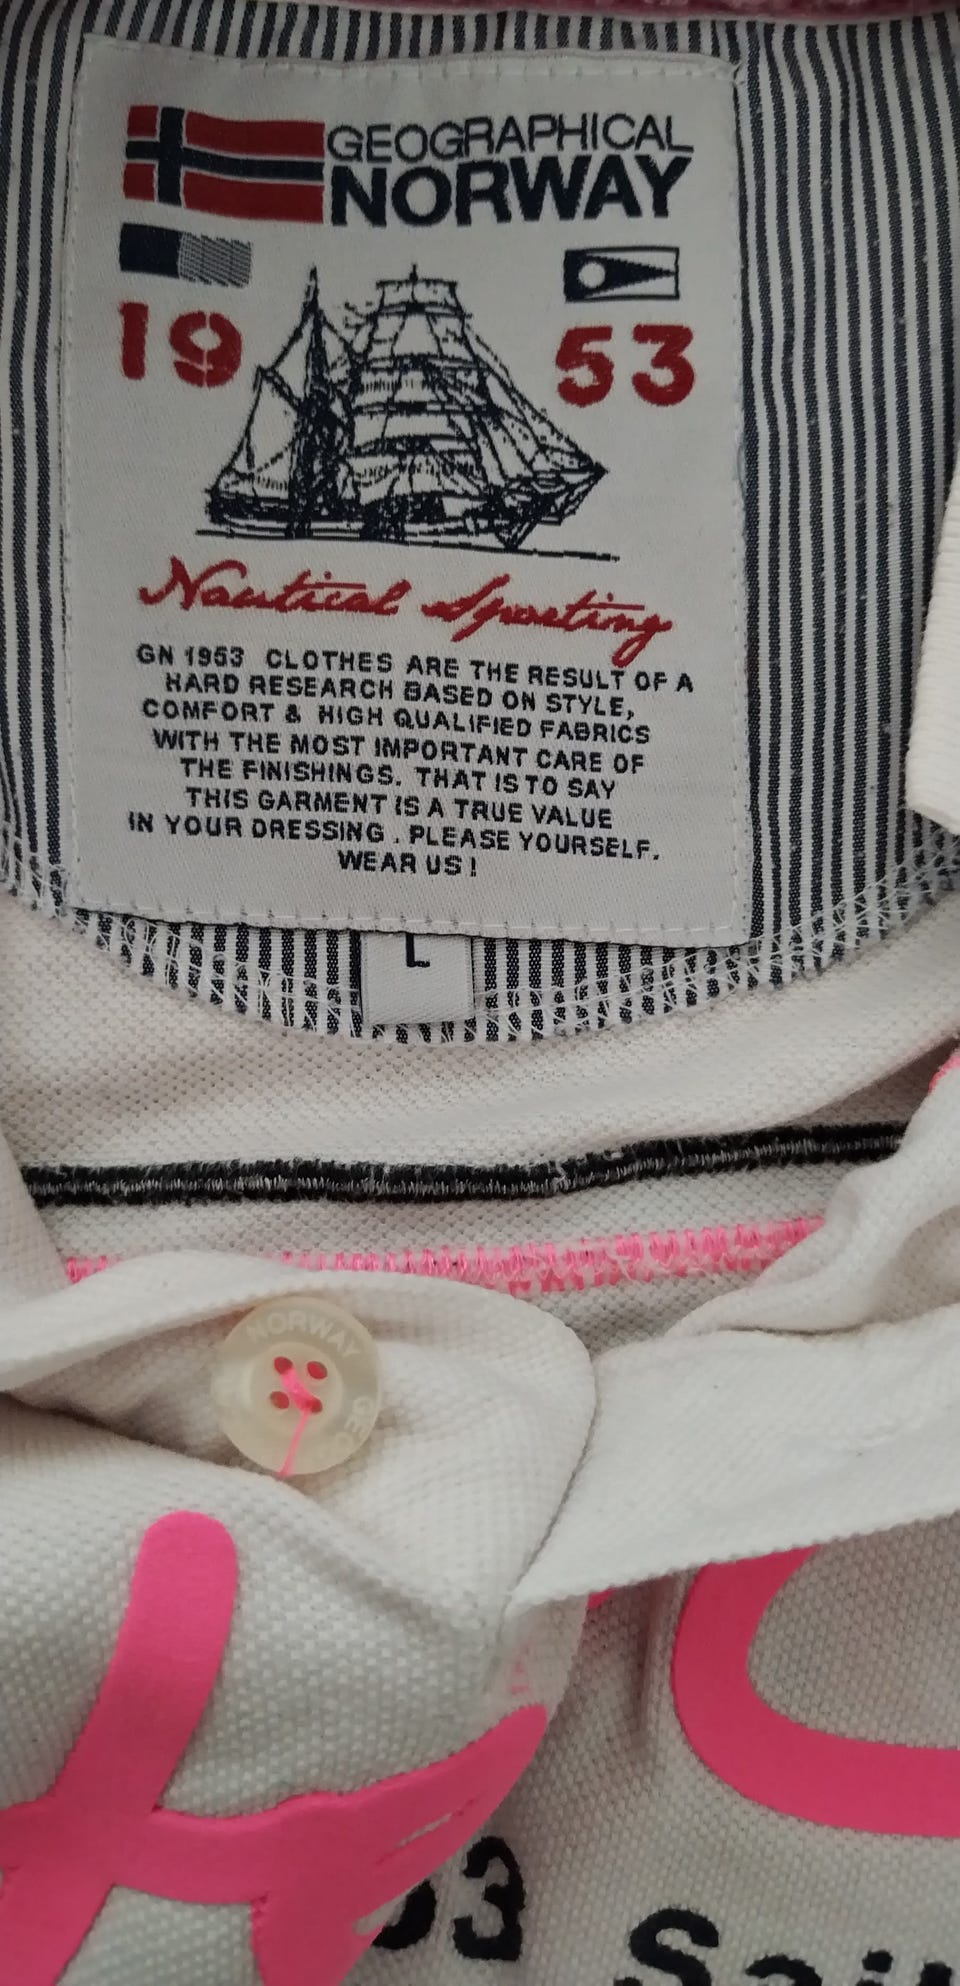 GEOGRAPHICAL
NORWAY
19 53
Nautical Sporting
GN 1953 CLOTHES ARE THE RESULT OF A
HARD RESEARCH BASED ON STYLE,
COMFORT & HIGH QUALIFIED FABRICS
WITH THE MOST IMPORTANT CARE OF
THE FINISHINGS. THAT IS TO SAY
THIS GARMENT IS A TRUE VALUE
IN YOUR DRESSING . PLEASE YOURSELF.
WEAR US !
L
NORWAY GEO
53